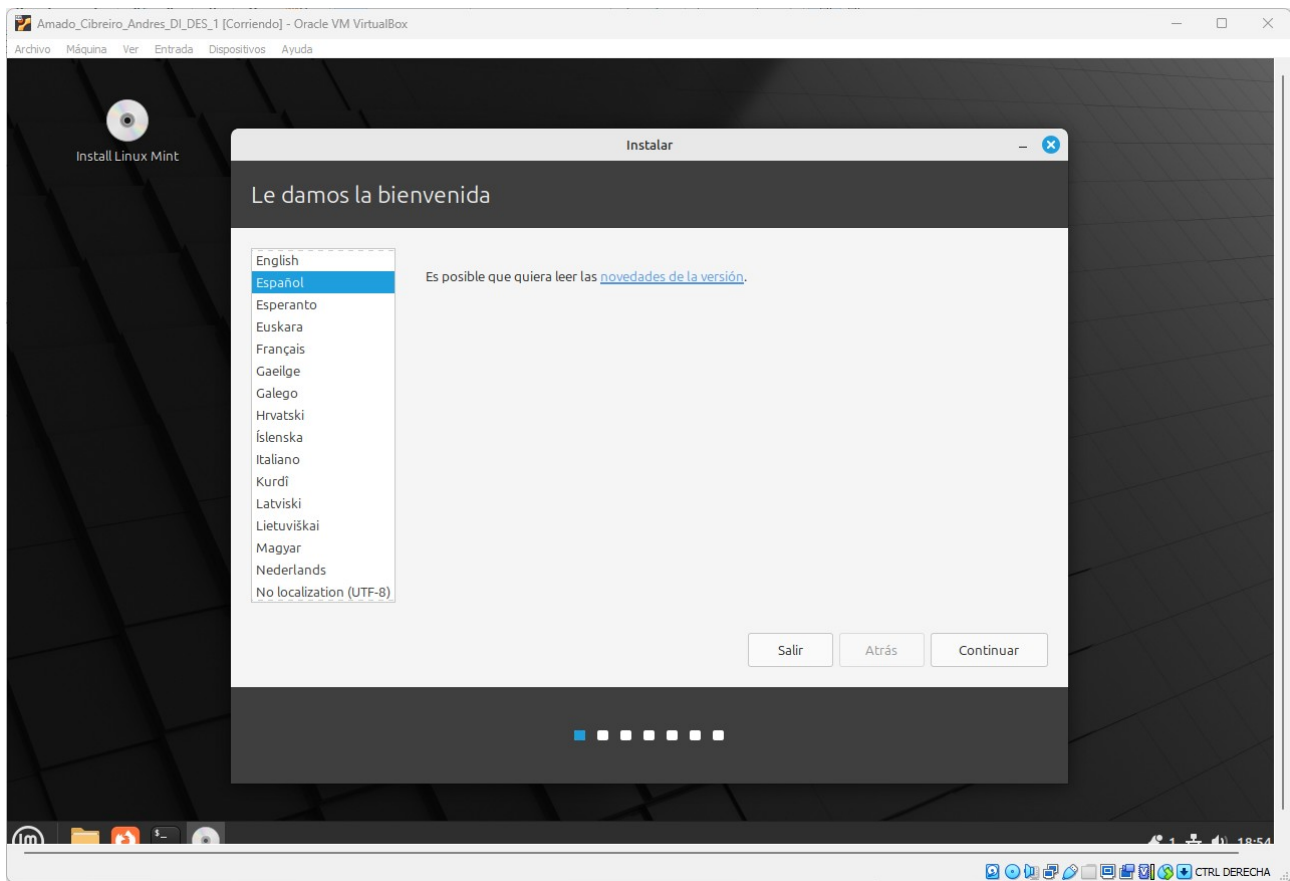 Amado_Cibreiro_Andres_DI_DES_1 [Corriendo] - Oracle VM VirtualBox
Archivo Máquina Ver Entrada Dispositivos Ayuda
Install Linux Mint
Instalar
Le damos la bienvenida
English
Español
Esperanto
Euskara
Français
Gaeilge
Galego
Hrvatski
Íslenska
Italiano
Kurdî
Latviski
Lietuviškai
Magyar
Nederlands
No localization (UTF-8)
Es posible que quiera leer las novedades de la versión.
Salir Atrás Continuar
$_
1 18:54
CTRL DERECHA